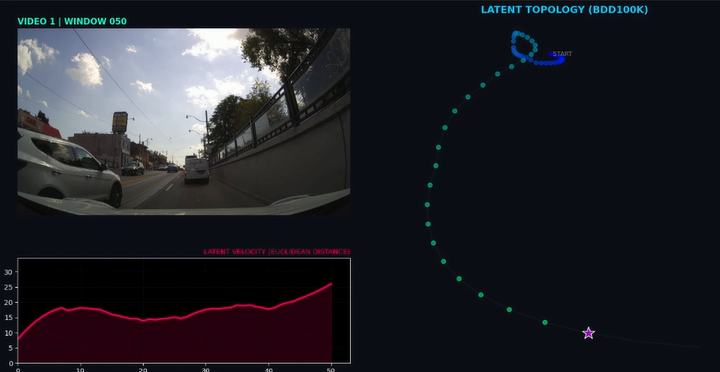 LATENT TOPOLOGY (BDD100K)
VIDEO 1 | WINDOW 050
START
LATENT VELOCITY (EUCLIDEAN DISTANCE)
30
25
20
15
10
5
0
0 10 20 30 40 50